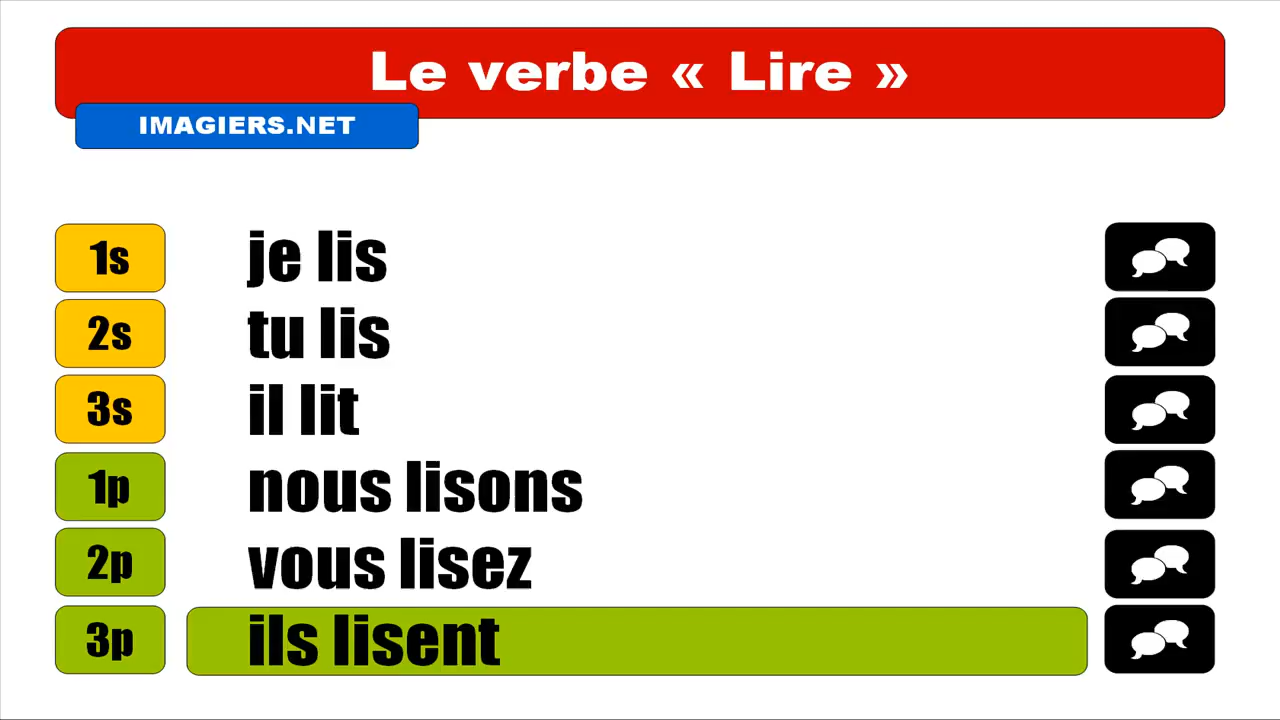 Le verbe « Lire »
IMAGIERS.NET
1s je lis
2s tu lis
3s il lit
1p nous lisons
2p vous lisez
3p ils lisent